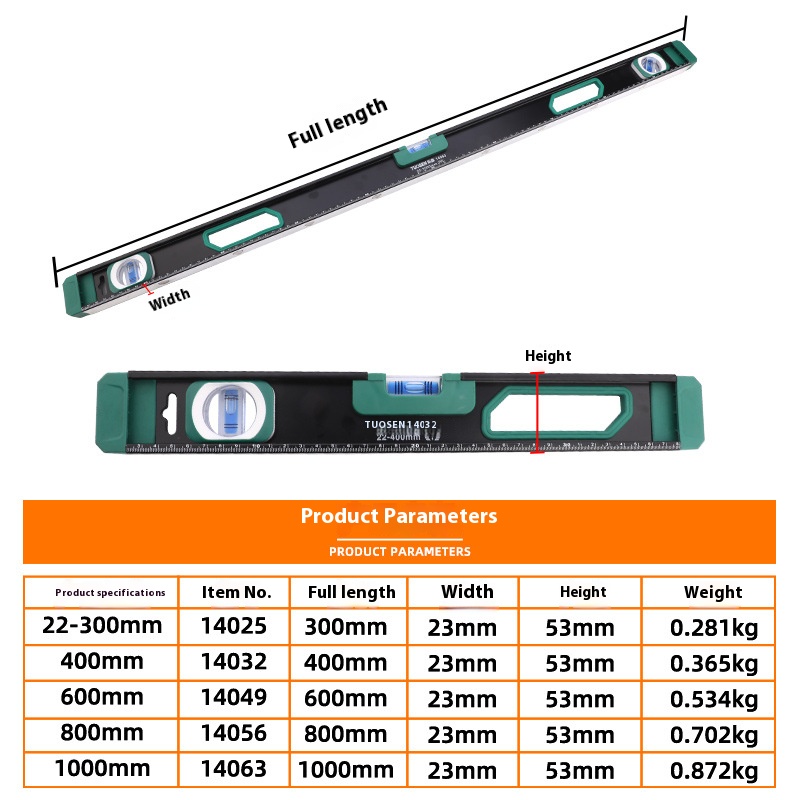 Full length
Width
Height
TUOSEN 14032
22-400mm
Product Parameters
PRODUCT PARAMETERS
Product specifications Item No. Full length Width Height Weight
22-300mm 14025 300mm 23mm 53mm 0.281kg
400mm 14032 400mm 23mm 53mm 0.365kg
600mm 14049 600mm 23mm 53mm 0.534kg
800mm 14056 800mm 23mm 53mm 0.702kg
1000mm 14063 1000mm 23mm 53mm 0.872kg